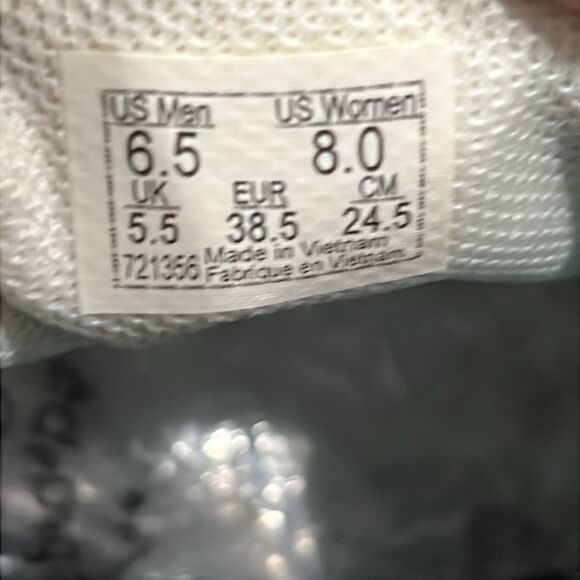 US Men US Women
6.5 8.0
UK EUR CM
5.5 38.5 24.5
721356 Made in Vietnam
Fabrique en Vietnam